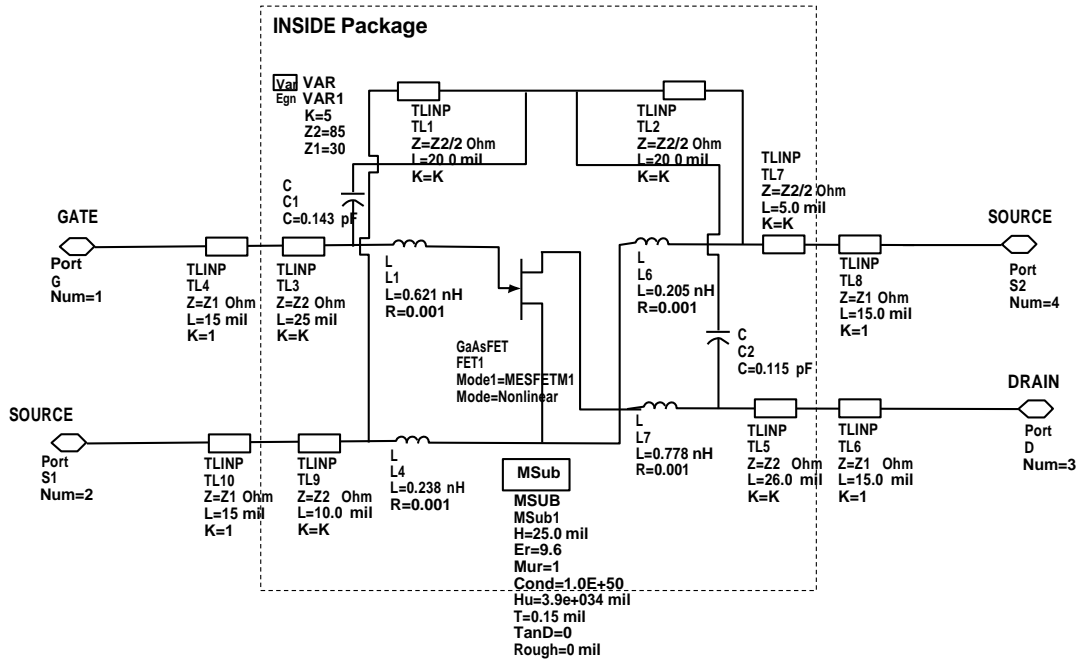 INSIDE Package
Var VAR
Egn VAR1
K=5
Z2=85
Z1=30
TLINP
TL1
Z=Z2/2 Ohm
L=20 0 mil
K=K
TLINP
TL2
Z=Z2/2 Ohm
L=20 0 mil
K=K
TLINP
TL7
Z=Z2/2 Ohm
L=5.0 mil
K=K
C
C1
C=0.143 pF
GATE
Port
G
Num=1
TLINP
TL4
Z=Z1 Ohm
L=15 mil
K=1
TLINP
TL3
Z=Z2 Ohm
L=25 mil
K=K
L
L1
L=0.621 nH
R=0.001
L
L6
L=0.205 nH
R=0.001
TLINP
TL8
Z=Z1 Ohm
L=15.0 mil
K=1
SOURCE
Port
S2
Num=4
GaAsFET
FET1
Mode1=MESFETM1
Mode=Nonlinear
C
C2
C=0.115 pF
DRAIN
Port
D
Num=3
SOURCE
Port
S1
Num=2
TLINP
TL10
Z=Z1 Ohm
L=15 mil
K=1
TLINP
TL9
Z=Z2 Ohm
L=10.0 mil
K=K
L
L4
L=0.238 nH
R=0.001
L
L7
L=0.778 nH
R=0.001
TLINP
TL5
Z=Z2 Ohm
L=26.0 mil
K=K
TLINP
TL6
Z=Z1 Ohm
L=15.0 mil
K=1
MSub
MSUB
MSub1
H=25.0 mil
Er=9.6
Mur=1
Cond=1.0E+50
Hu=3.9e+034 mil
T=0.15 mil
TanD=0
Rough=0 mil